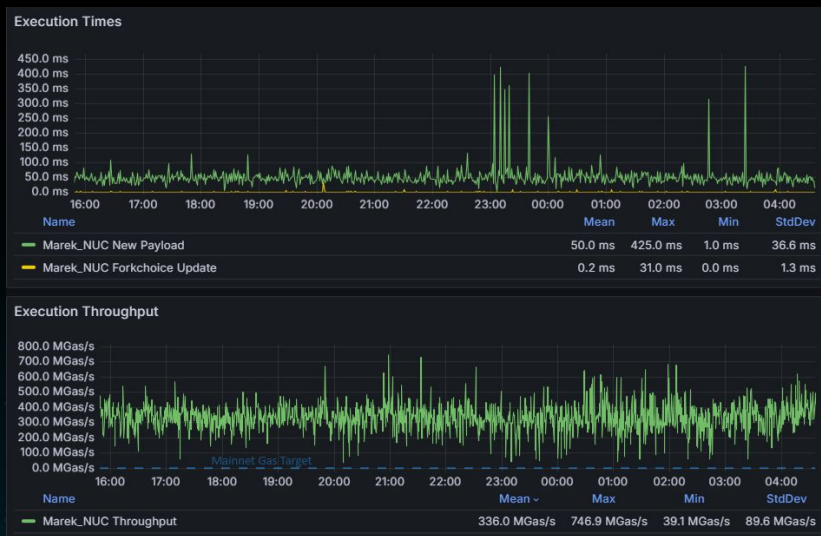 Execution Times
450.0 ms
400.0 ms
350.0 ms
300.0 ms
250.0 ms
200.0 ms
150.0 ms
100.0 ms
50.0 ms
0.0 ms
16:00 17:00 18:00 19:00 20:00 21:00 22:00 23:00 00:00 01:00 02:00 03:00 04:00
Name Mean Max Min StdDev
Marek_NUC New Payload 50.0 ms 425.0 ms 1.0 ms 36.6 ms
Marek_NUC Forkchoice Update 0.2 ms 31.0 ms 0.0 ms 1.3 ms
Execution Throughput
800.0 MGas/s
700.0 MGas/s
600.0 MGas/s
500.0 MGas/s
400.0 MGas/s
300.0 MGas/s
200.0 MGas/s
100.0 MGas/s
0.0 MGas/s
Mainnet Gas Target
16:00 17:00 18:00 19:00 20:00 21:00 22:00 23:00 00:00 01:00 02:00 03:00 04:00
Name Mean Max Min StdDev
Marek_NUC Throughput 336.0 MGas/s 746.9 MGas/s 39.1 MGas/s 89.6 MGas/s